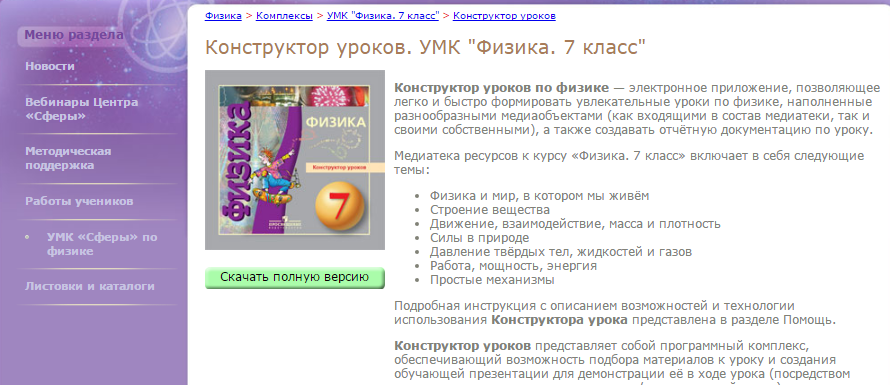 Меню раздела
Новости
Вебинары Центра
«Сферы»
Методическая
поддержка
Работы учеников
УМК «Сферы» по
физике
Листовки и каталоги
Физика > Комплексы > УМК "Физика. 7 класс" > Конструктор уроков
Конструктор уроков. УМК "Физика. 7 класс"
физика
ФИЗИКА
Конструктор уроков
7
ПРОСВЕЩЕНИЕ
Скачать полную версию
Конструктор уроков по физике — электронное приложение, позволяющее
легко и быстро формировать увлекательные уроки по физике, наполненные
разнообразными медиаобъектами (как входящими в состав медиатеки, так и
своими собственными), а также создавать отчётную документацию по уроку.
Медиатека ресурсов к курсу «Физика. 7 класс» включает в себя следующие
темы:
Физика и мир, в котором мы живём
Строение вещества
Движение, взаимодействие, масса и плотность
Силы в природе
Давление твёрдых тел, жидкостей и газов
Работа, мощность, энергия
Простые механизмы
Подробная инструкция с описанием возможностей и технологии
использования Конструктора урока представлена в разделе Помощь.
Конструктор уроков представляет собой программный комплекс,
обеспечивающий возможность подбора материалов к уроку и создания
обучающей презентации для демонстрации её в ходе урока (посредством